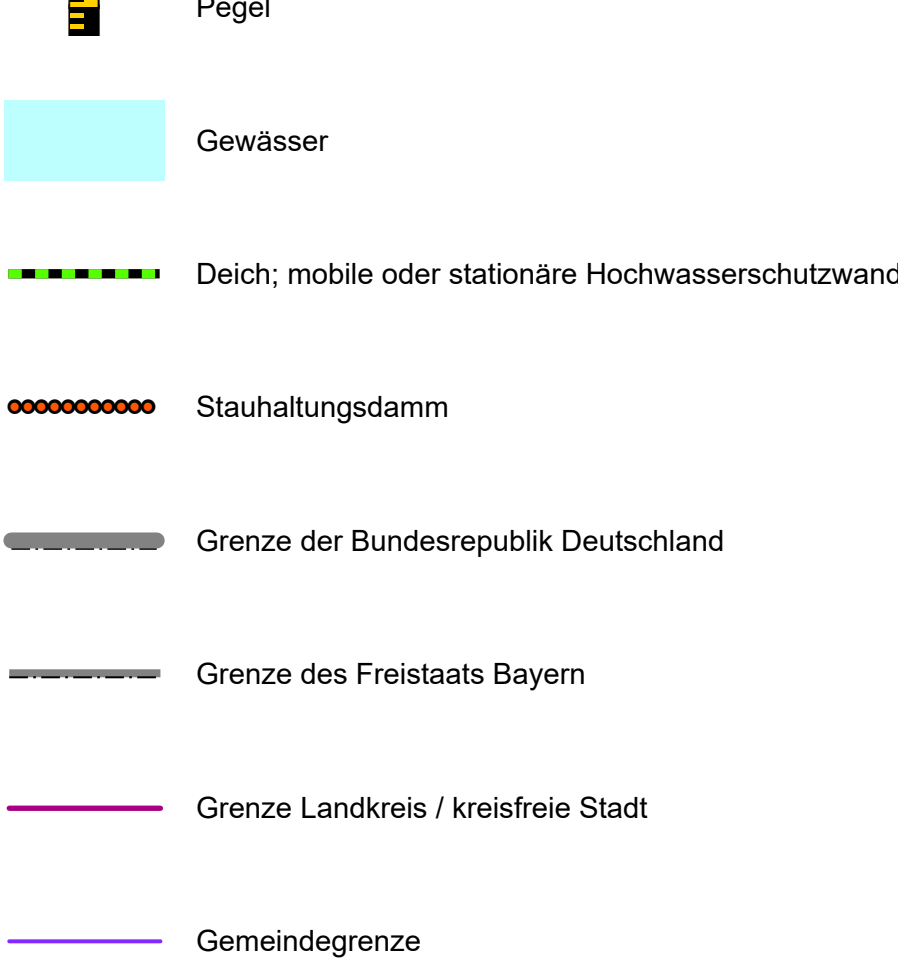 Pegel
Gewässer
Deich; mobile oder stationäre Hochwasserschutzwand
Stauhaltungsdamm
Grenze der Bundesrepublik Deutschland
Grenze des Freistaats Bayern
Grenze Landkreis / kreisfreie Stadt
Gemeindegrenze